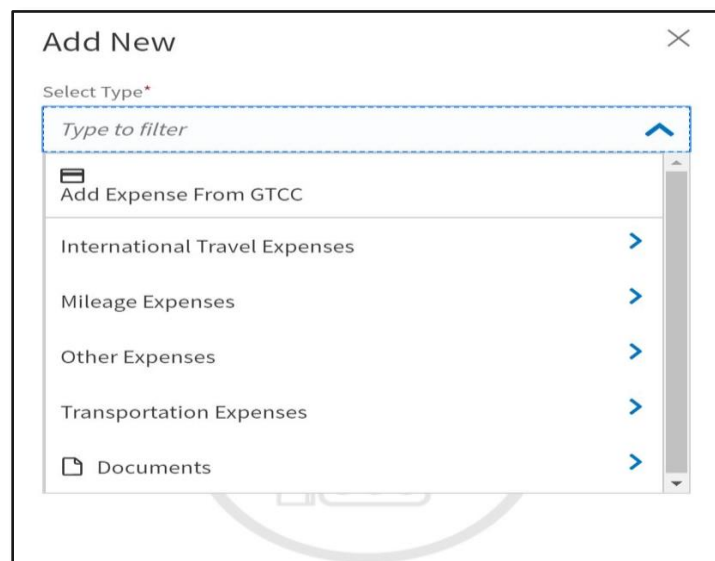 Add New
Select Type*
Type to filter
Add Expense From GTCC
International Travel Expenses
Mileage Expenses
Other Expenses
Transportation Expenses
Documents